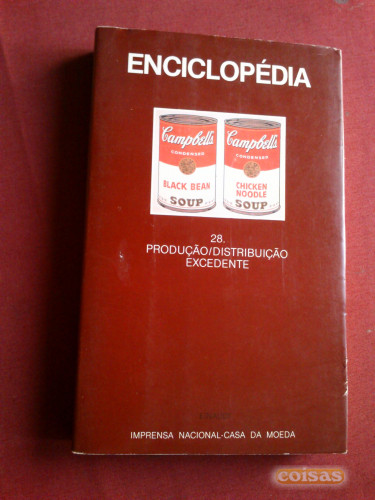 ENCICLOPÉDIA
Campbell's
CONDENSED
BLACK BEAN
SOUP
Campbell's
CONDENSED
CHICKEN
NOODLE
SOUP
28.
PRODUÇÃO/DISTRIBUIÇÃO
EXCEDENTE
IMPRENSA NACIONAL-CASA DA MOEDA
coisas